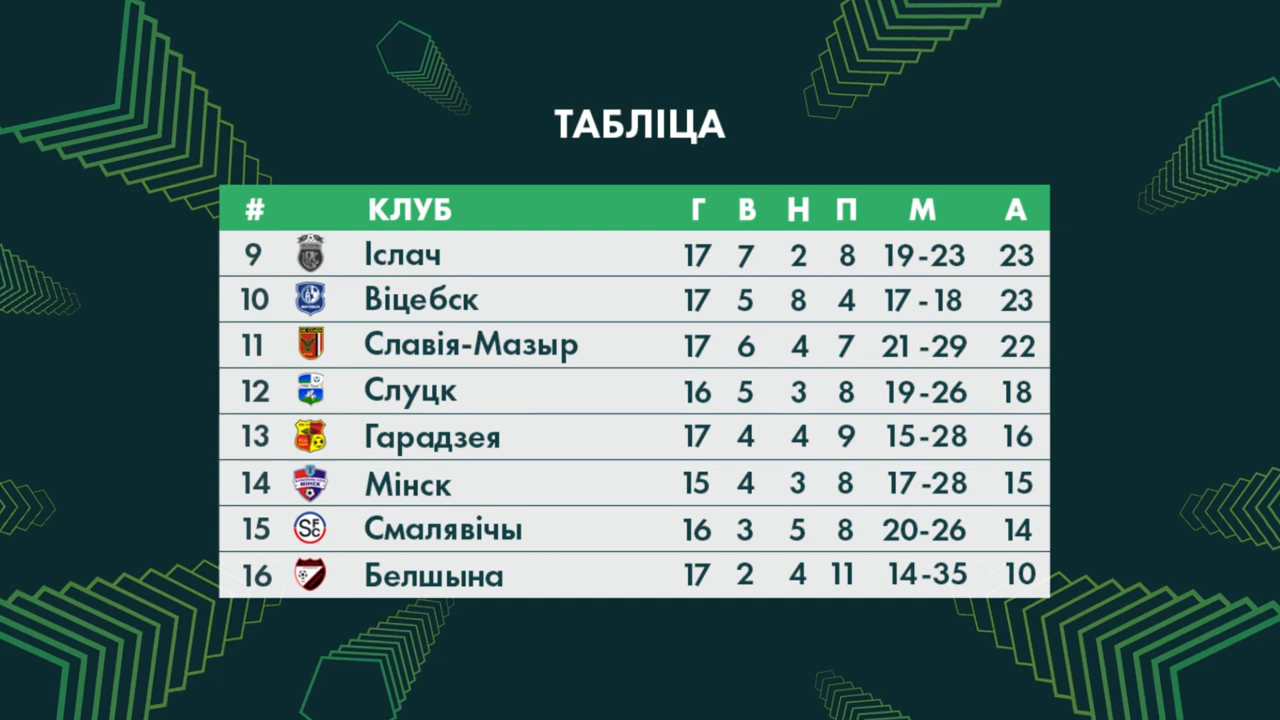 ТАБЛІЦА
# КЛУБ Г В Н П М А
9 Іслач 17 7 2 8 19-23 23
10 Віцебск 17 5 8 4 17-18 23
11 Славія-Мазыр 17 6 4 7 21-29 22
12 Слуцк 16 5 3 8 19-26 18
13 Гарадзея 17 4 4 9 15-28 16
14 Мінск 15 4 3 8 17-28 15
15 Смалявічы 16 3 5 8 20-26 14
16 Белшына 17 2 4 11 14-35 10